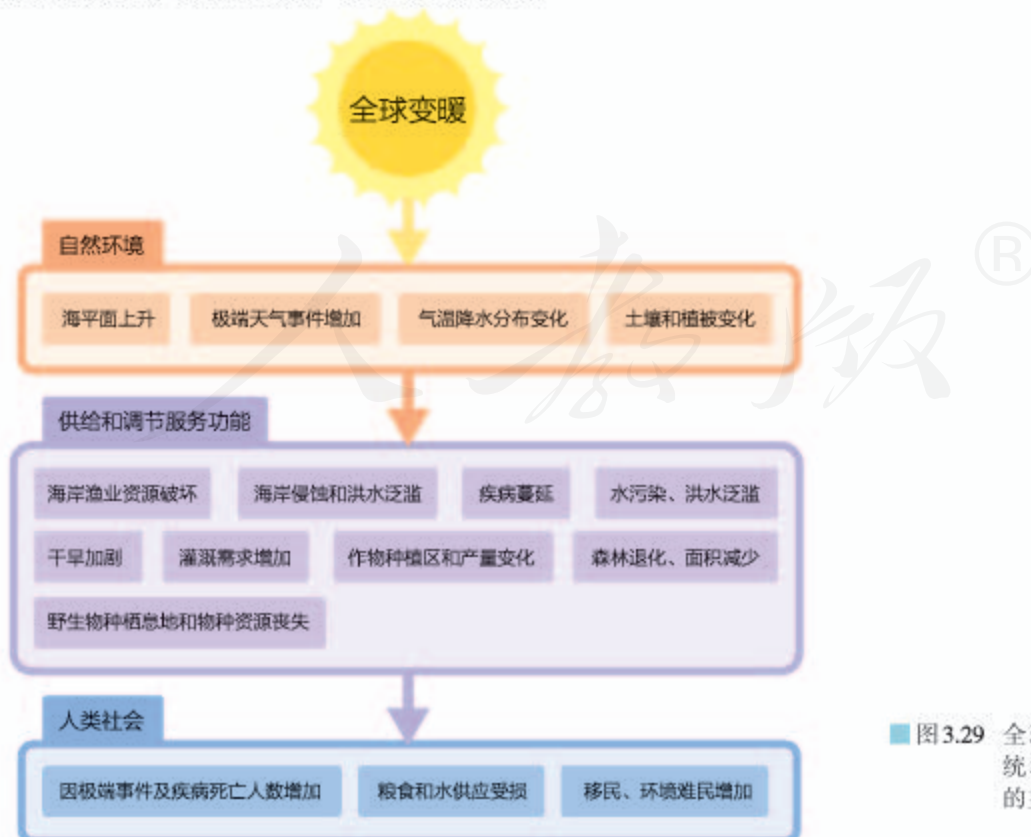 全球变暖
自然环境
海平面上升 极端天气事件增加 气温降水分布变化 土壤和植被变化
人教版®
供给和调节服务功能
海岸渔业资源破坏 海岸侵蚀和洪水泛滥 疾病蔓延 水污染、洪水泛滥
干旱加剧 灌溉需求增加 作物种植区和产量变化 森林退化、面积减少
野生物种栖息地和物种资源丧失
人类社会
因极端事件及疾病死亡人数增加 粮食和水供应受损 移民、环境难民增加
图3.29 全
统
的